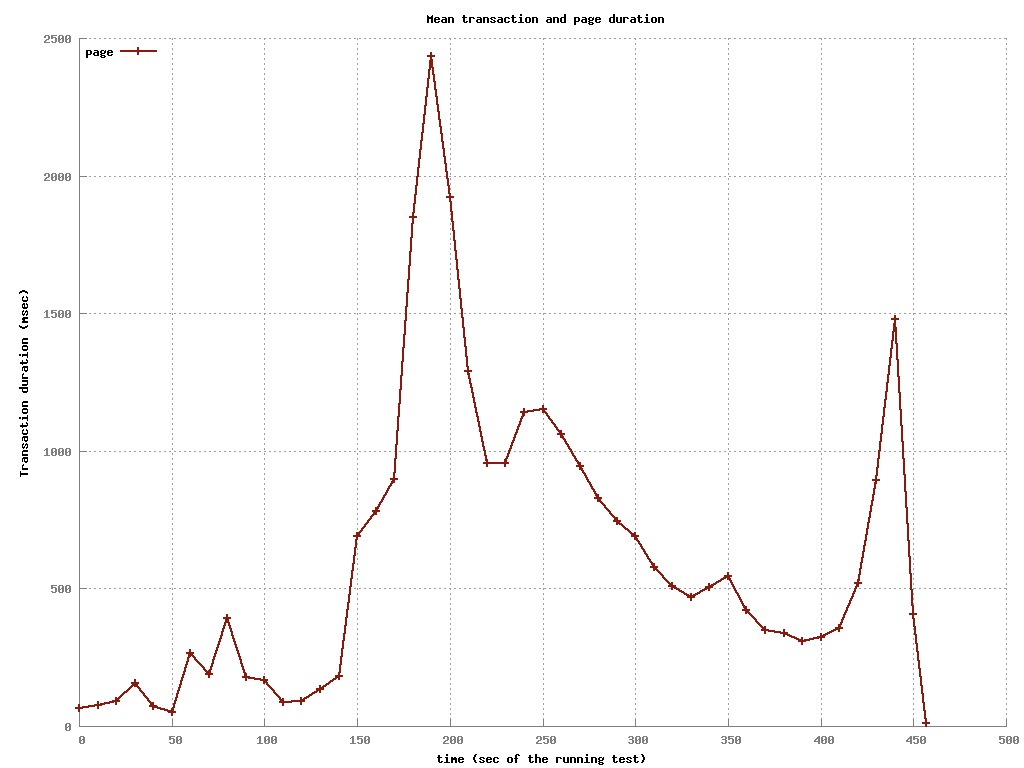 Mean transaction and page duration
page
Transaction duration (msec)
2500
2000
1500
1000
500
0
0 50 100 150 200 250 300 350 400 450 500
time (sec of the running test)